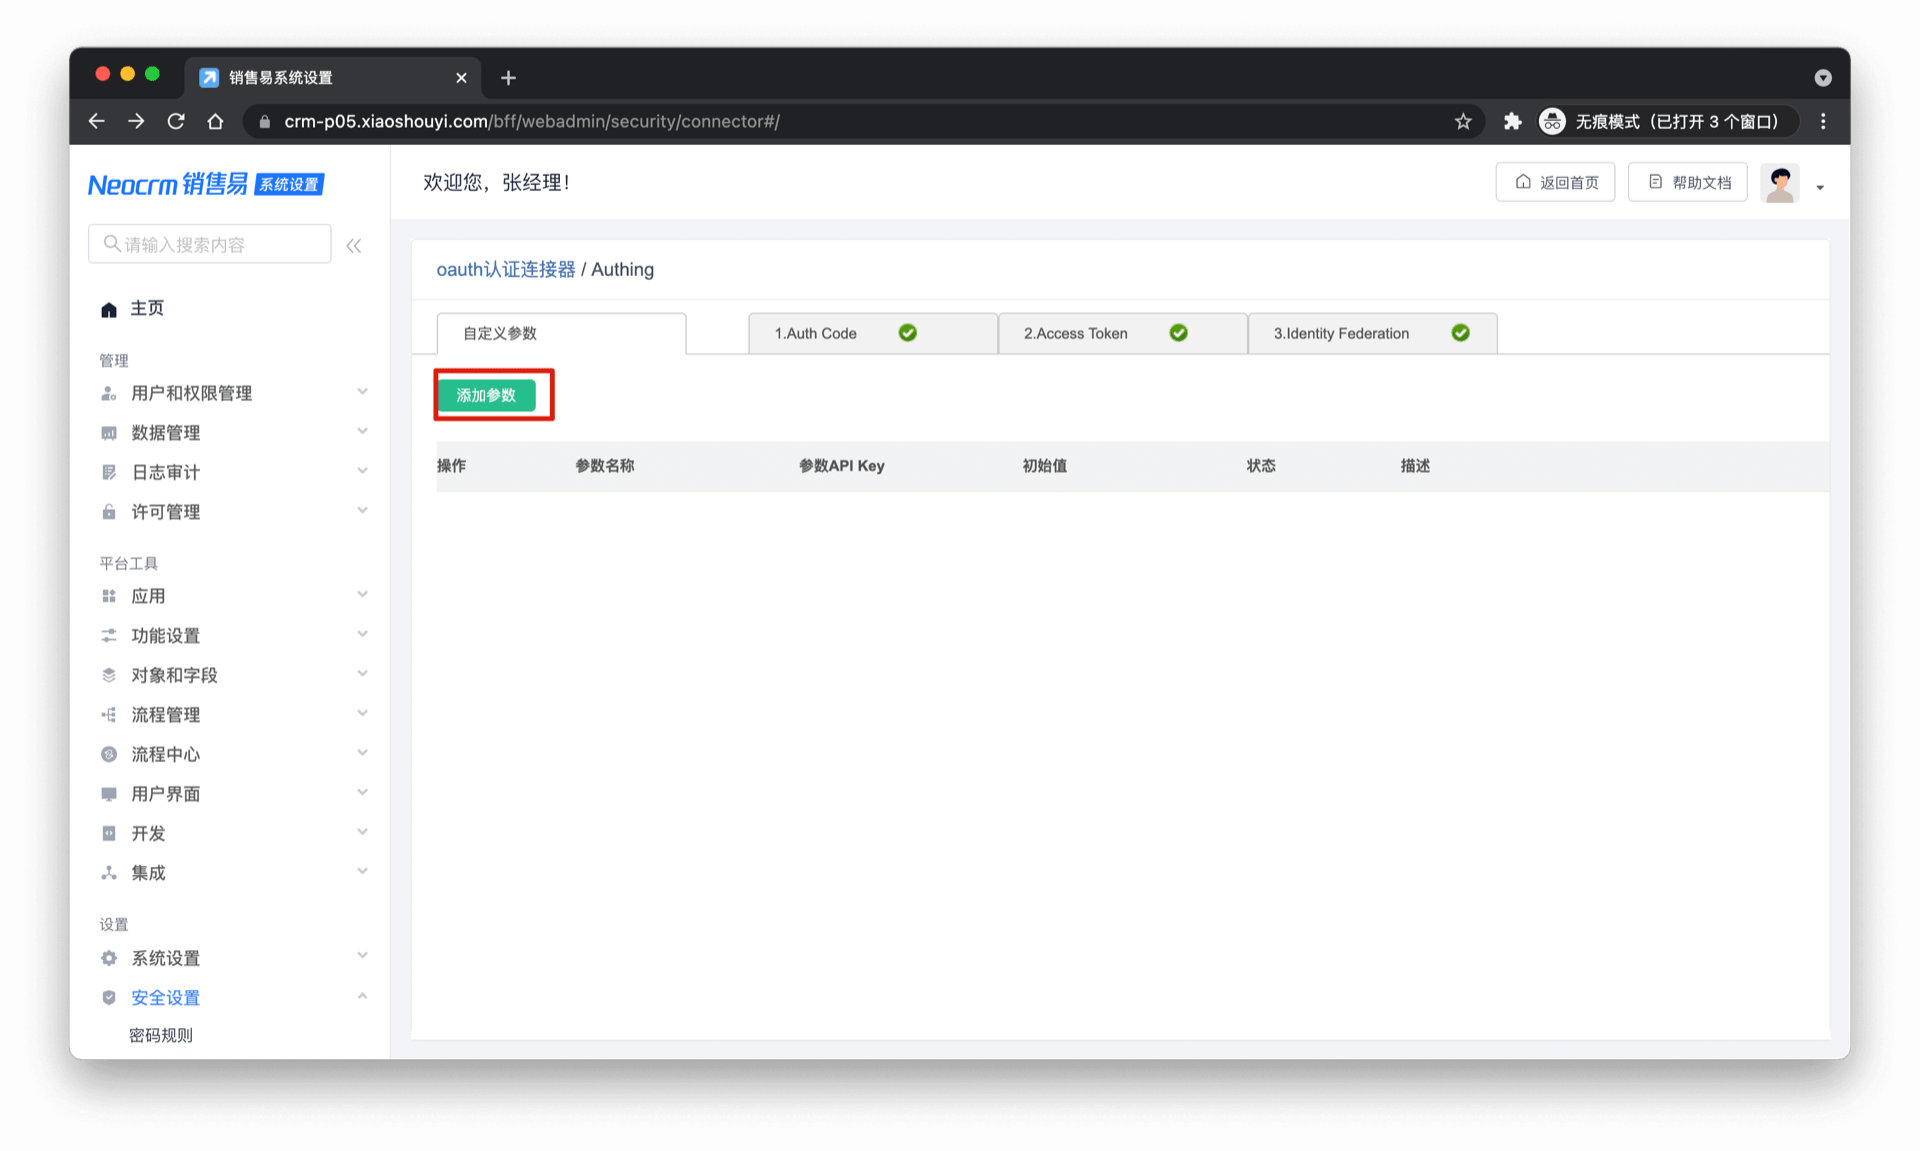 销售易系统设置
crm-p05.xiaoshouyi.com/bff/webadmin/security/connector#/
无痕模式（已打开 3 个窗口）
Neocrm 销售易 系统设置
欢迎您，张经理！
返回首页
帮助文档
请输入搜索内容
oauth认证连接器 / Authing
主页
自定义参数
1.Auth Code
2.Access Token
3.Identity Federation
管理
用户和权限管理
添加参数
数据管理
操作
参数名称
参数API Key
初始值
状态
描述
日志审计
许可管理
平台工具
应用
功能设置
对象和字段
流程管理
流程中心
用户界面
开发
集成
设置
系统设置
安全设置
密码规则